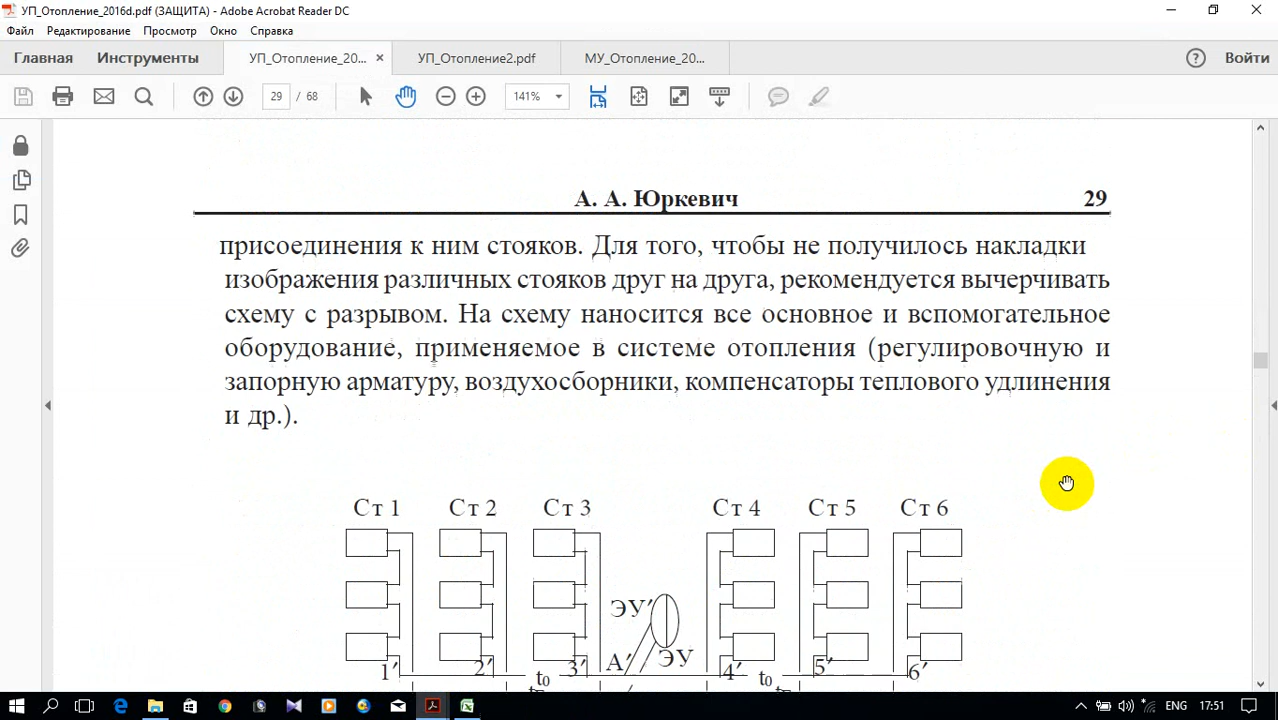 УП_Отопление_2016d.pdf (ЗАЩИТА) - Adobe Acrobat Reader DC
Файл Редактирование Просмотр Окно Справка
Главная Инструменты УП_Отопление_20... × УП_Отопление2.pdf МУ_Отопление_20... Войти
29 / 68 141%
А. А. Юркевич 29
присоединения к ним стояков. Для того, чтобы не получилось накладки
изображения различных стояков друг на друга, рекомендуется вычерчивать
схему с разрывом. На схему наносится все основное и вспомогательное
оборудование, применяемое в системе отопления (регулировочную и
запорную арматуру, воздухосборники, компенсаторы теплового удлинения
и др.).
Ст 1 Ст 2 Ст 3 Ст 4 Ст 5 Ст 6
ЭУ′
ЭУ
1′ 2′ 3′ А′ 4′ 5′ 6′
t0 t0
ENG 17:51